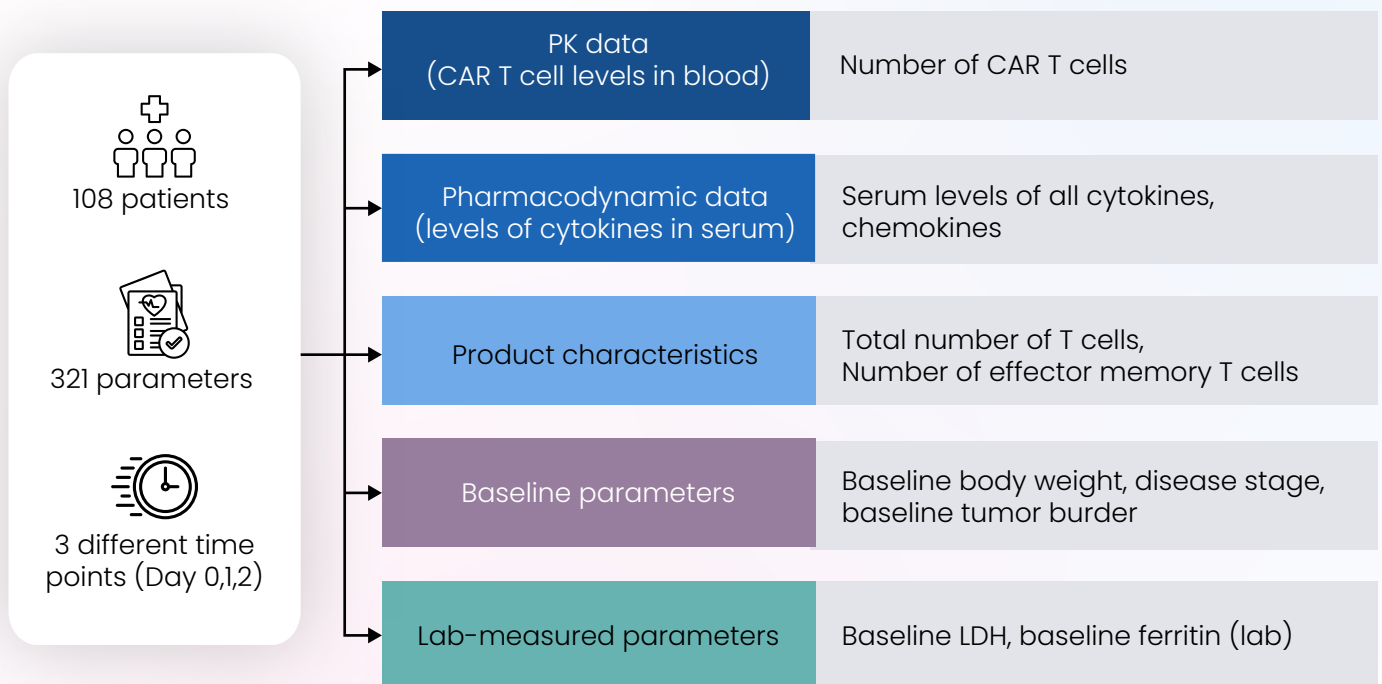 108 patients
321 parameters
3 different time
points (Day 0,1,2)
PK data
(CAR T cell levels in blood)
Number of CAR T cells
Pharmacodynamic data
(levels of cytokines in serum)
Serum levels of all cytokines,
chemokines
Product characteristics
Total number of T cells,
Number of effector memory T cells
Baseline parameters
Baseline body weight, disease stage,
baseline tumor burder
Lab-measured parameters
Baseline LDH, baseline ferritin (lab)